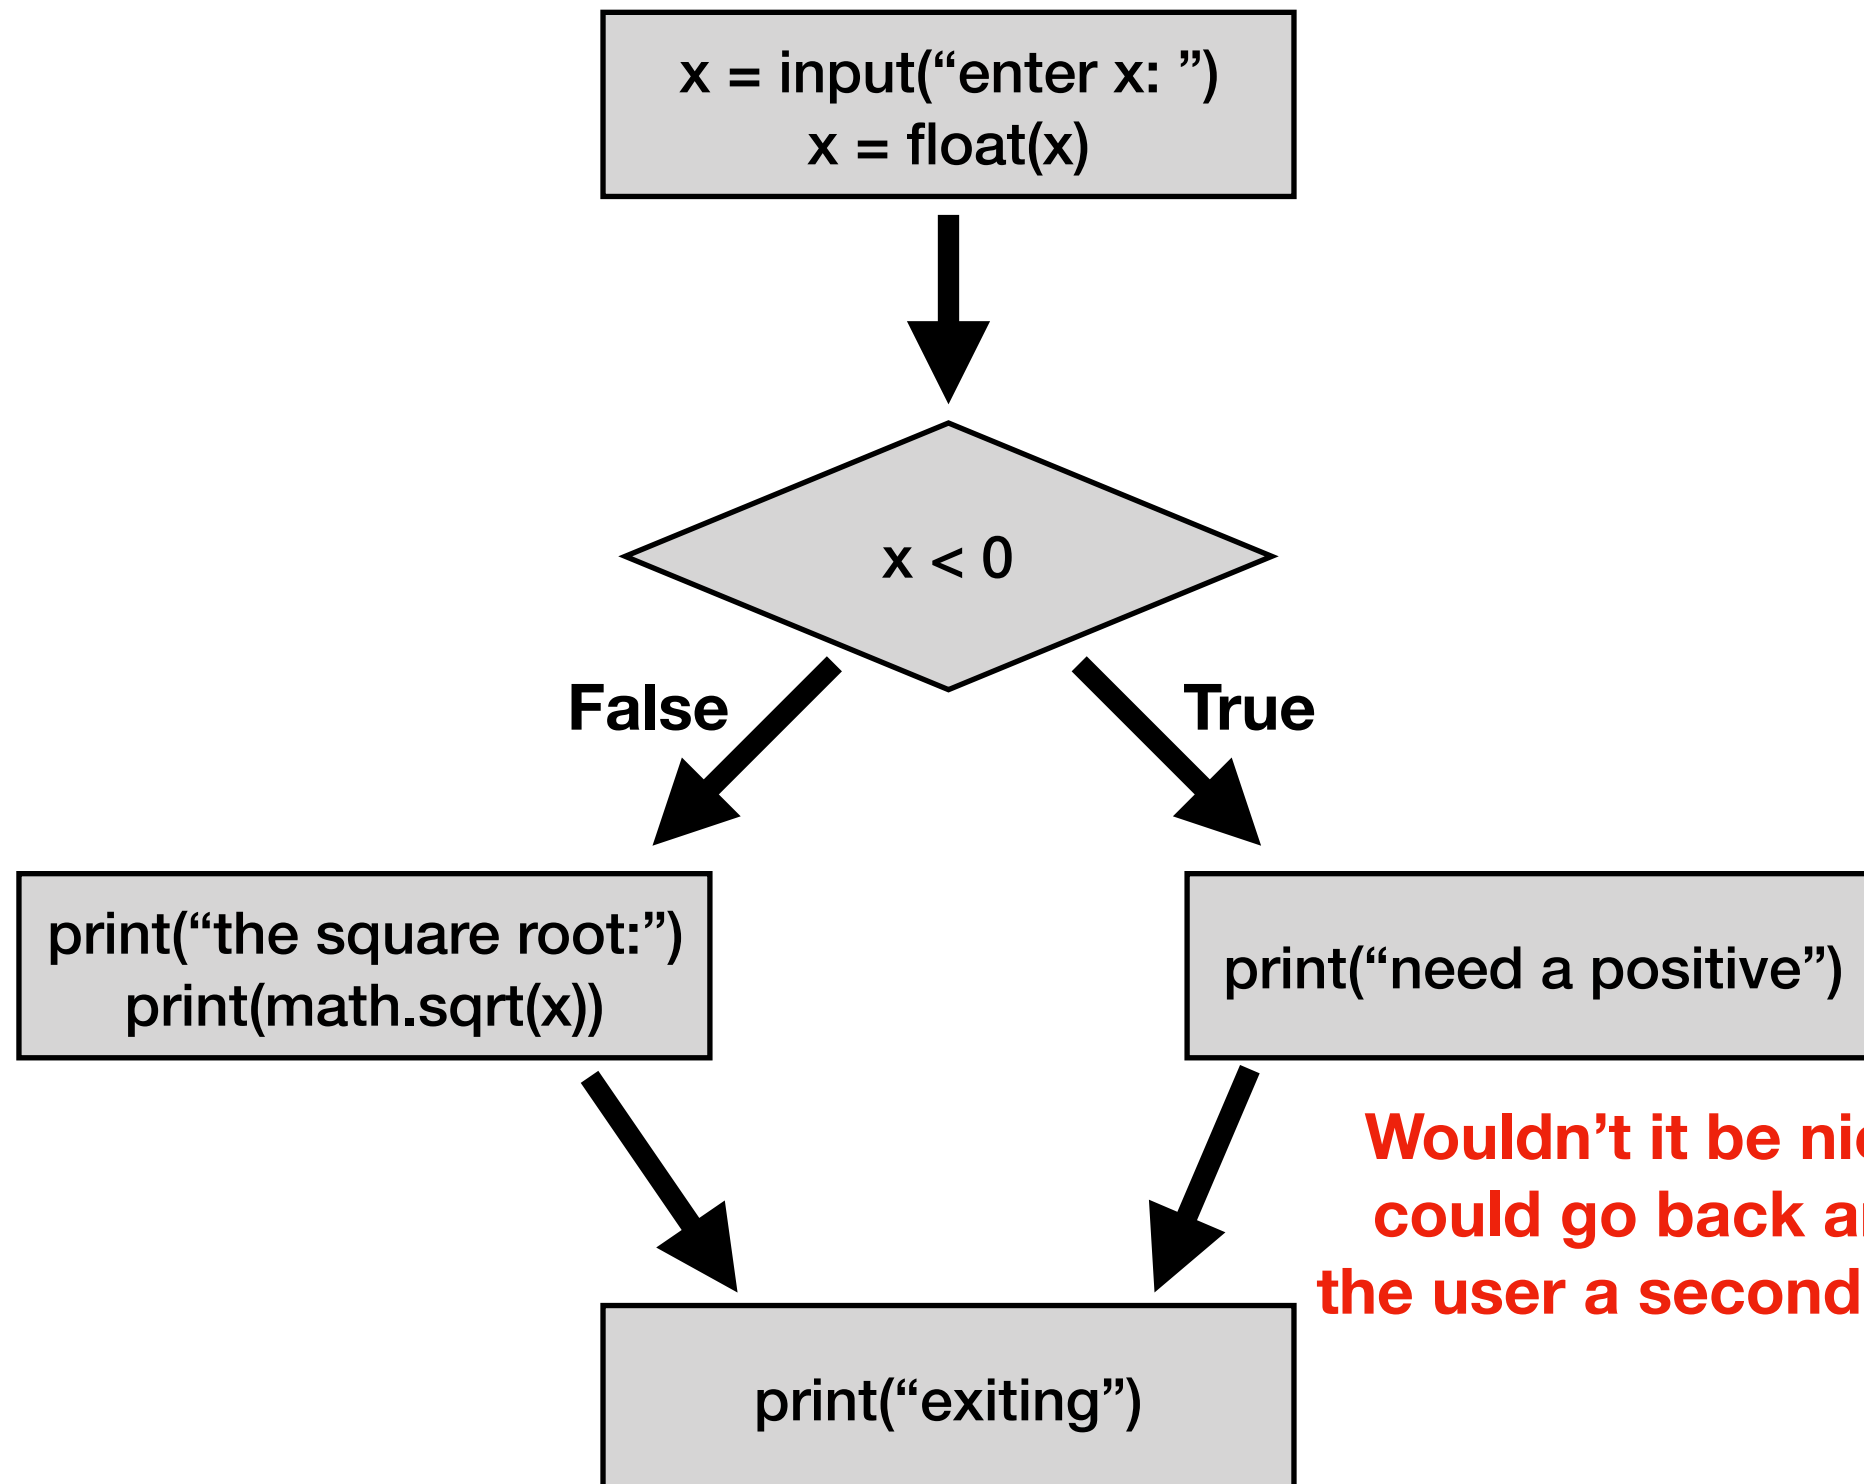 x = input(“enter x: ”)
x = float(x)
x < 0
False
True
print(“the square root:”)
print(math.sqrt(x))
print(“need a positive”)
Wouldn’t it be
could go back
the user a second
print(“exiting”)